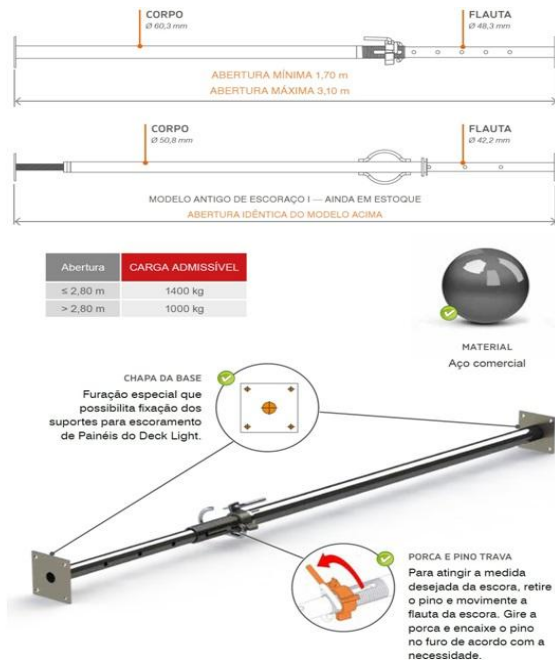 CORPO
Ø 60,3 mm
FLAUTA
Ø 48,3 mm
ABERTURA MÍNIMA 1,70 m
ABERTURA MÁXIMA 3,10 m
CORPO
Ø 50,8 mm
FLAUTA
Ø 42,2 mm
MODELO ANTIGO DE ESCORAÇO I — AINDA EM ESTOQUE
ABERTURA IDÊNTICA DO MODELO ACIMA
Abertura CARGA ADMISSÍVEL
≤ 2,80 m 1400 kg
> 2,80 m 1000 kg
MATERIAL
Aço comercial
CHAPA DA BASE
Furação especial que
possibilita fixação dos
suportes para escoramento
de Painéis do Deck Light.
PORCA E PINO TRAVA
Para atingir a medida
desejada da escora, retire
o pino e movimente a
flauta da escora. Gire a
porca e encaixe o pino
no furo de acordo com a
necessidade.